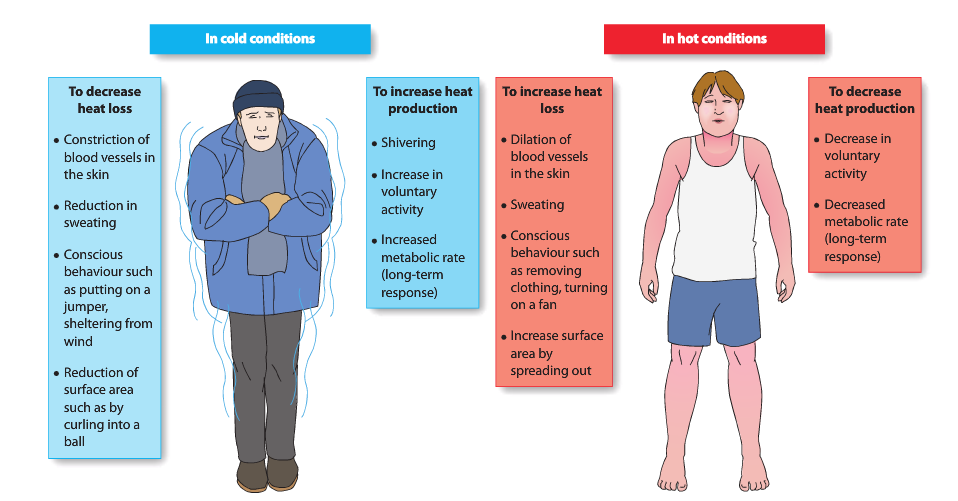 In cold conditions
To decrease
heat loss
• Constriction of
blood vessels in
the skin
• Reduction in
sweating
• Conscious
behaviour such
as putting on a
jumper,
sheltering from
wind
• Reduction of
surface area
such as by
curling into a
ball
To increase heat
production
• Shivering
• Increase in
voluntary
activity
• Increased
metabolic rate
(long-term
response)
In hot conditions
To increase heat
loss
• Dilation of
blood vessels
in the skin
• Sweating
• Conscious
behaviour such
as removing
clothing, turning
on a fan
• Increase surface
area by
spreading out
To decrease
heat production
• Decrease in
voluntary
activity
• Decreased
metabolic rate
(long-term
response)